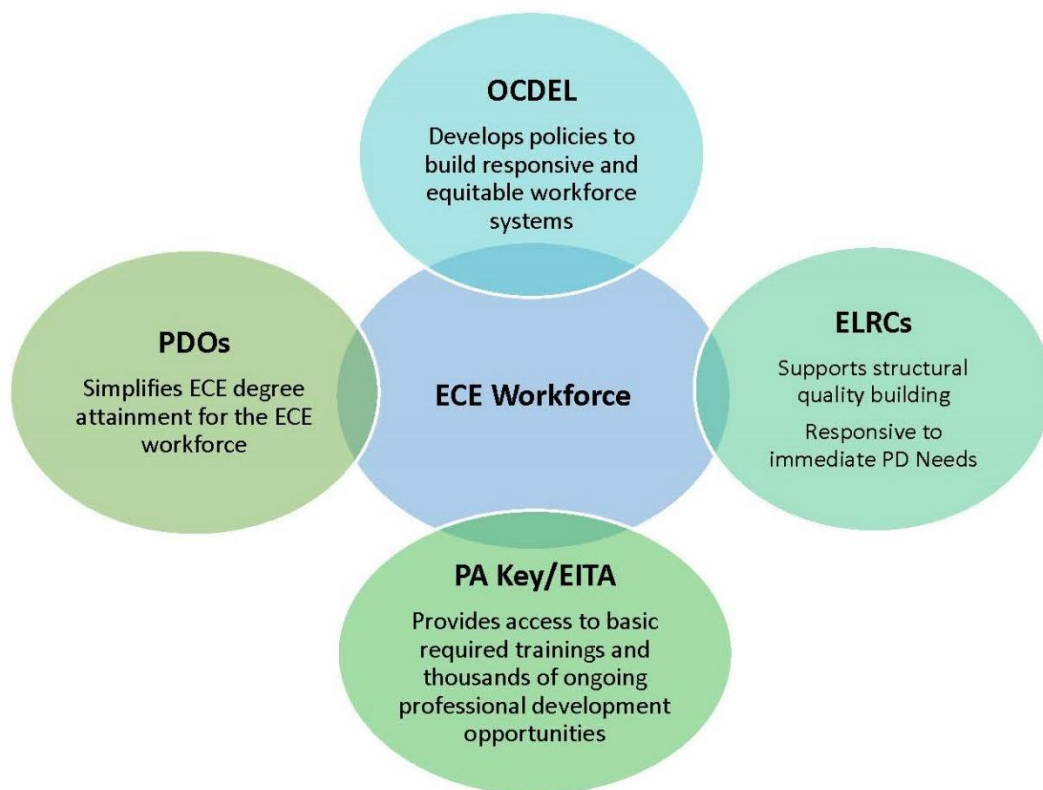 OCDEL
Develops policies to
build responsive and
equitable workforce
systems
PDOs
Simplifies ECE degree
attainment for the ECE
workforce
ECE Workforce
ELRCs
Supports structural
quality building
Responsive to
immediate PD Needs
PA Key/EITA
Provides access to basic
required trainings and
thousands of ongoing
professional development
opportunities